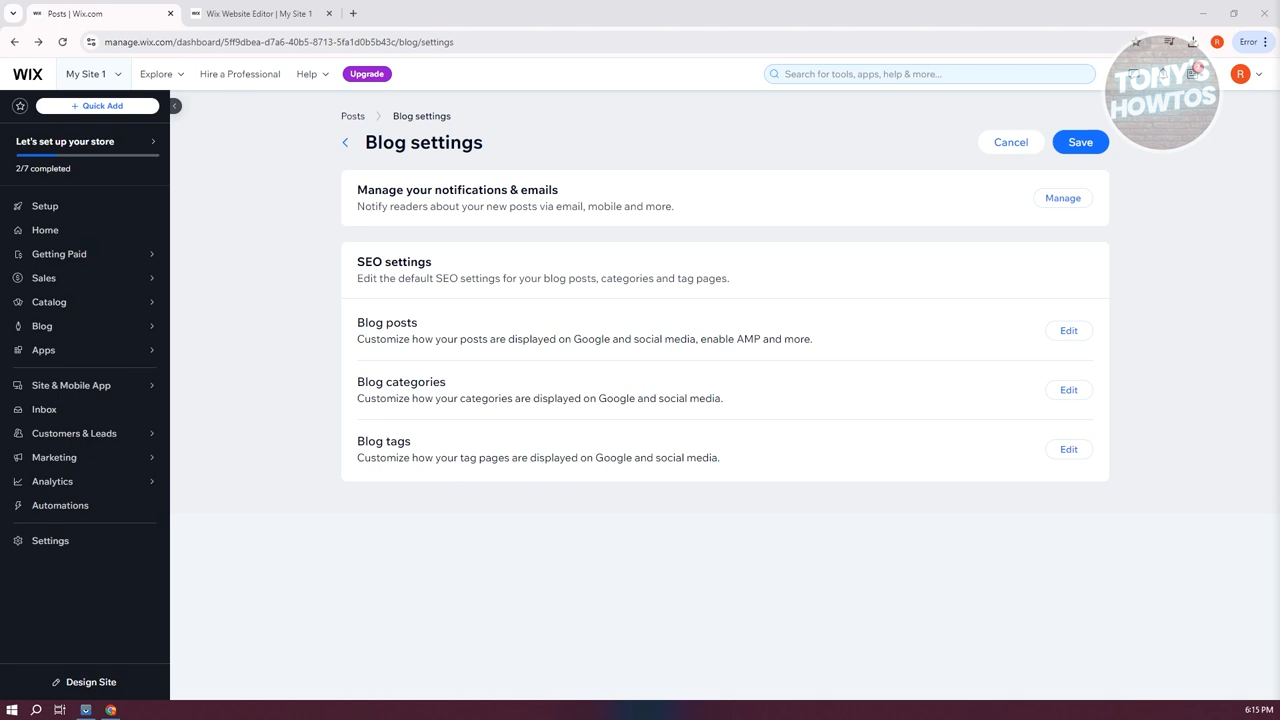 WIX Posts | Wix.com
WIX Wix Website Editor | My Site 1
manage.wix.com/dashboard/5ff9dbea-d7a6-40b5-8713-5fa1d0b5b43c/blog/settings
R
Error
WIX
My Site 1
Explore
Hire a Professional
Help
Upgrade
Search for tools, apps, help & more...
R
TONY'S
HOWTOS
+ Quick Add
Let's set up your store
2/7 completed
Setup
Home
Getting Paid
Sales
Catalog
Blog
Apps
Site & Mobile App
Inbox
Customers & Leads
Marketing
Analytics
Automations
Settings
Design Site
Posts > Blog settings
Blog settings
Cancel
Save
Manage your notifications & emails
Notify readers about your new posts via email, mobile and more.
Manage
SEO settings
Edit the default SEO settings for your blog posts, categories and tag pages.
Blog posts
Customize how your posts are displayed on Google and social media, enable AMP and more.
Edit
Blog categories
Customize how your categories are displayed on Google and social media.
Edit
Blog tags
Customize how your tag pages are displayed on Google and social media.
Edit
6:15 PM